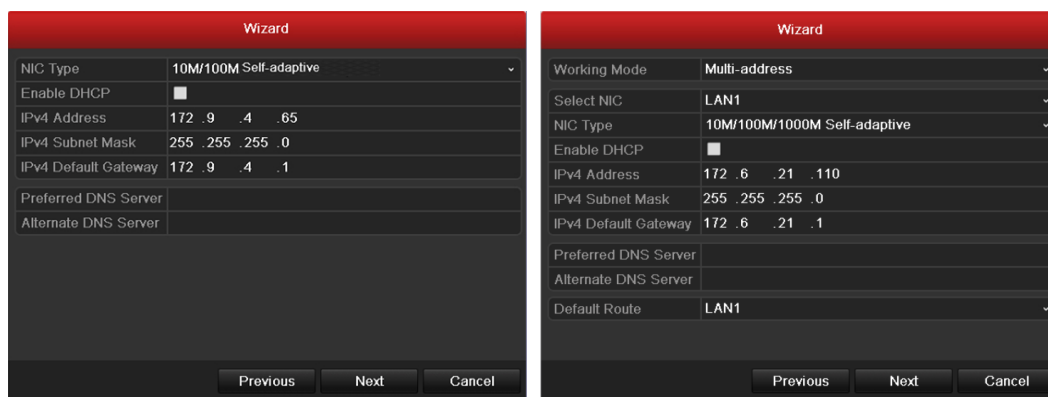 Wizard
NIC Type 10M/100M Self-adaptive
Enable DHCP
IPv4 Address 172 .9 .4 .65
IPv4 Subnet Mask 255 .255 .255 .0
IPv4 Default Gateway 172 .9 .4 .1
Preferred DNS Server
Alternate DNS Server
Previous Next Cancel
Wizard
Working Mode Multi-address
Select NIC LAN1
NIC Type 10M/100M/1000M Self-adaptive
Enable DHCP
IPv4 Address 172 .6 .21 .110
IPv4 Subnet Mask 255 .255 .255 .0
IPv4 Default Gateway 172 .6 .21 .1
Preferred DNS Server
Alternate DNS Server
Default Route LAN1
Previous Next Cancel